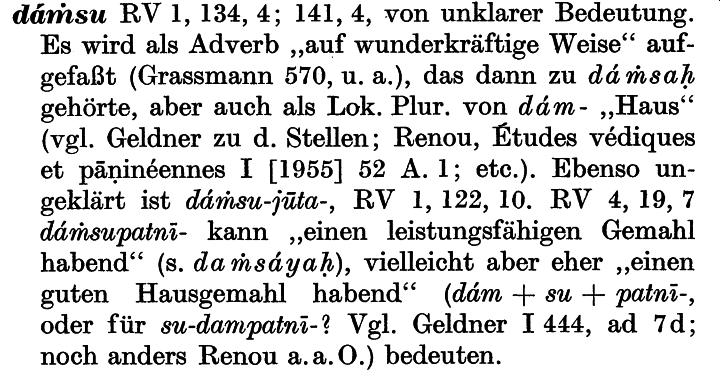 dáṁsu RV 1, 134, 4; 141, 4, von unklarer Bedeutung.
Es wird als Adverb „auf wunderkräftige Weise“ auf-
gefaßt (Grassmann 570, u. a.), das dann zu dáṁsaḥ
gehörte, aber auch als Lok. Plur. von dám- „Haus“
(vgl. Geldner zu d. Stellen; Renou, Études védiques
et pāṇinéennes I [1955] 52 A. 1; etc.). Ebenso un-
geklärt ist dáṁsu-jūta-, RV 1, 122, 10. RV 4, 19, 7
dáṁsupatnī- kann „einen leistungsfähigen Gemahl
habend“ (s. daṁsáyaḥ), vielleicht aber eher „einen
guten Hausgemahl habend“ (dám + su + patnī-,
oder für su-dampatnī-? Vgl. Geldner I 444, ad 7d;
noch anders Renou a. a. O.) bedeuten.